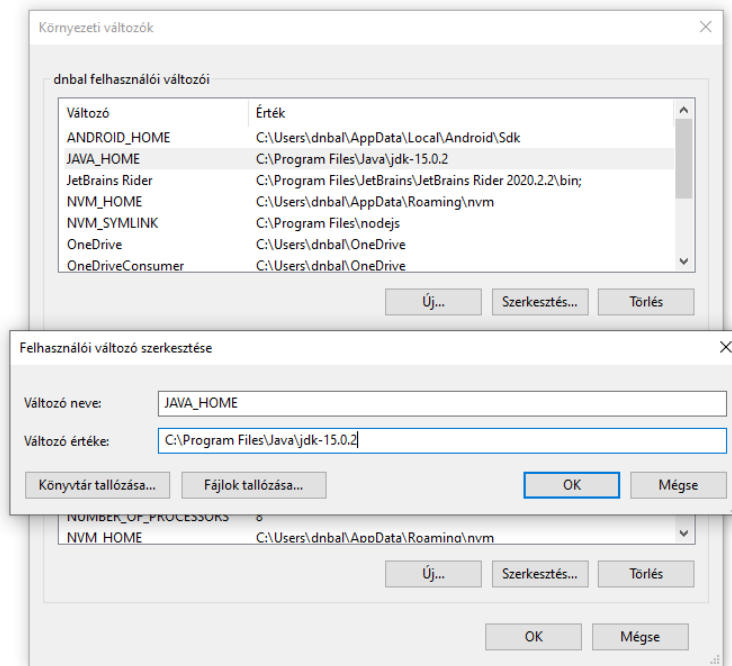 Környezeti változók
dnbal felhasználói változói
Változó Érték
ANDROID_HOME C:\Users\dnbal\AppData\Local\Android\Sdk
JAVA_HOME C:\Program Files\Java\jdk-15.0.2
JetBrains Rider C:\Program Files\JetBrains\JetBrains Rider 2020.2.2\bin;
NVM_HOME C:\Users\dnbal\AppData\Roaming\nvm
NVM_SYMLINK C:\Program Files\nodejs
OneDrive C:\Users\dnbal\OneDrive
OneDriveConsumer C:\Users\dnbal\OneDrive
Új... Szerkesztés... Törlés
Felhasználói változó szerkesztése
Változó neve: JAVA_HOME
Változó értéke: C:\Program Files\Java\jdk-15.0.2
Könyvtár tallózása... Fájlok tallózása... OK Mégse
NUMBER_OF_PROCESSORS 8
NVM_HOME C:\Users\dnbal\AppData\Roaming\nvm
Új... Szerkesztés... Törlés
OK Mégse